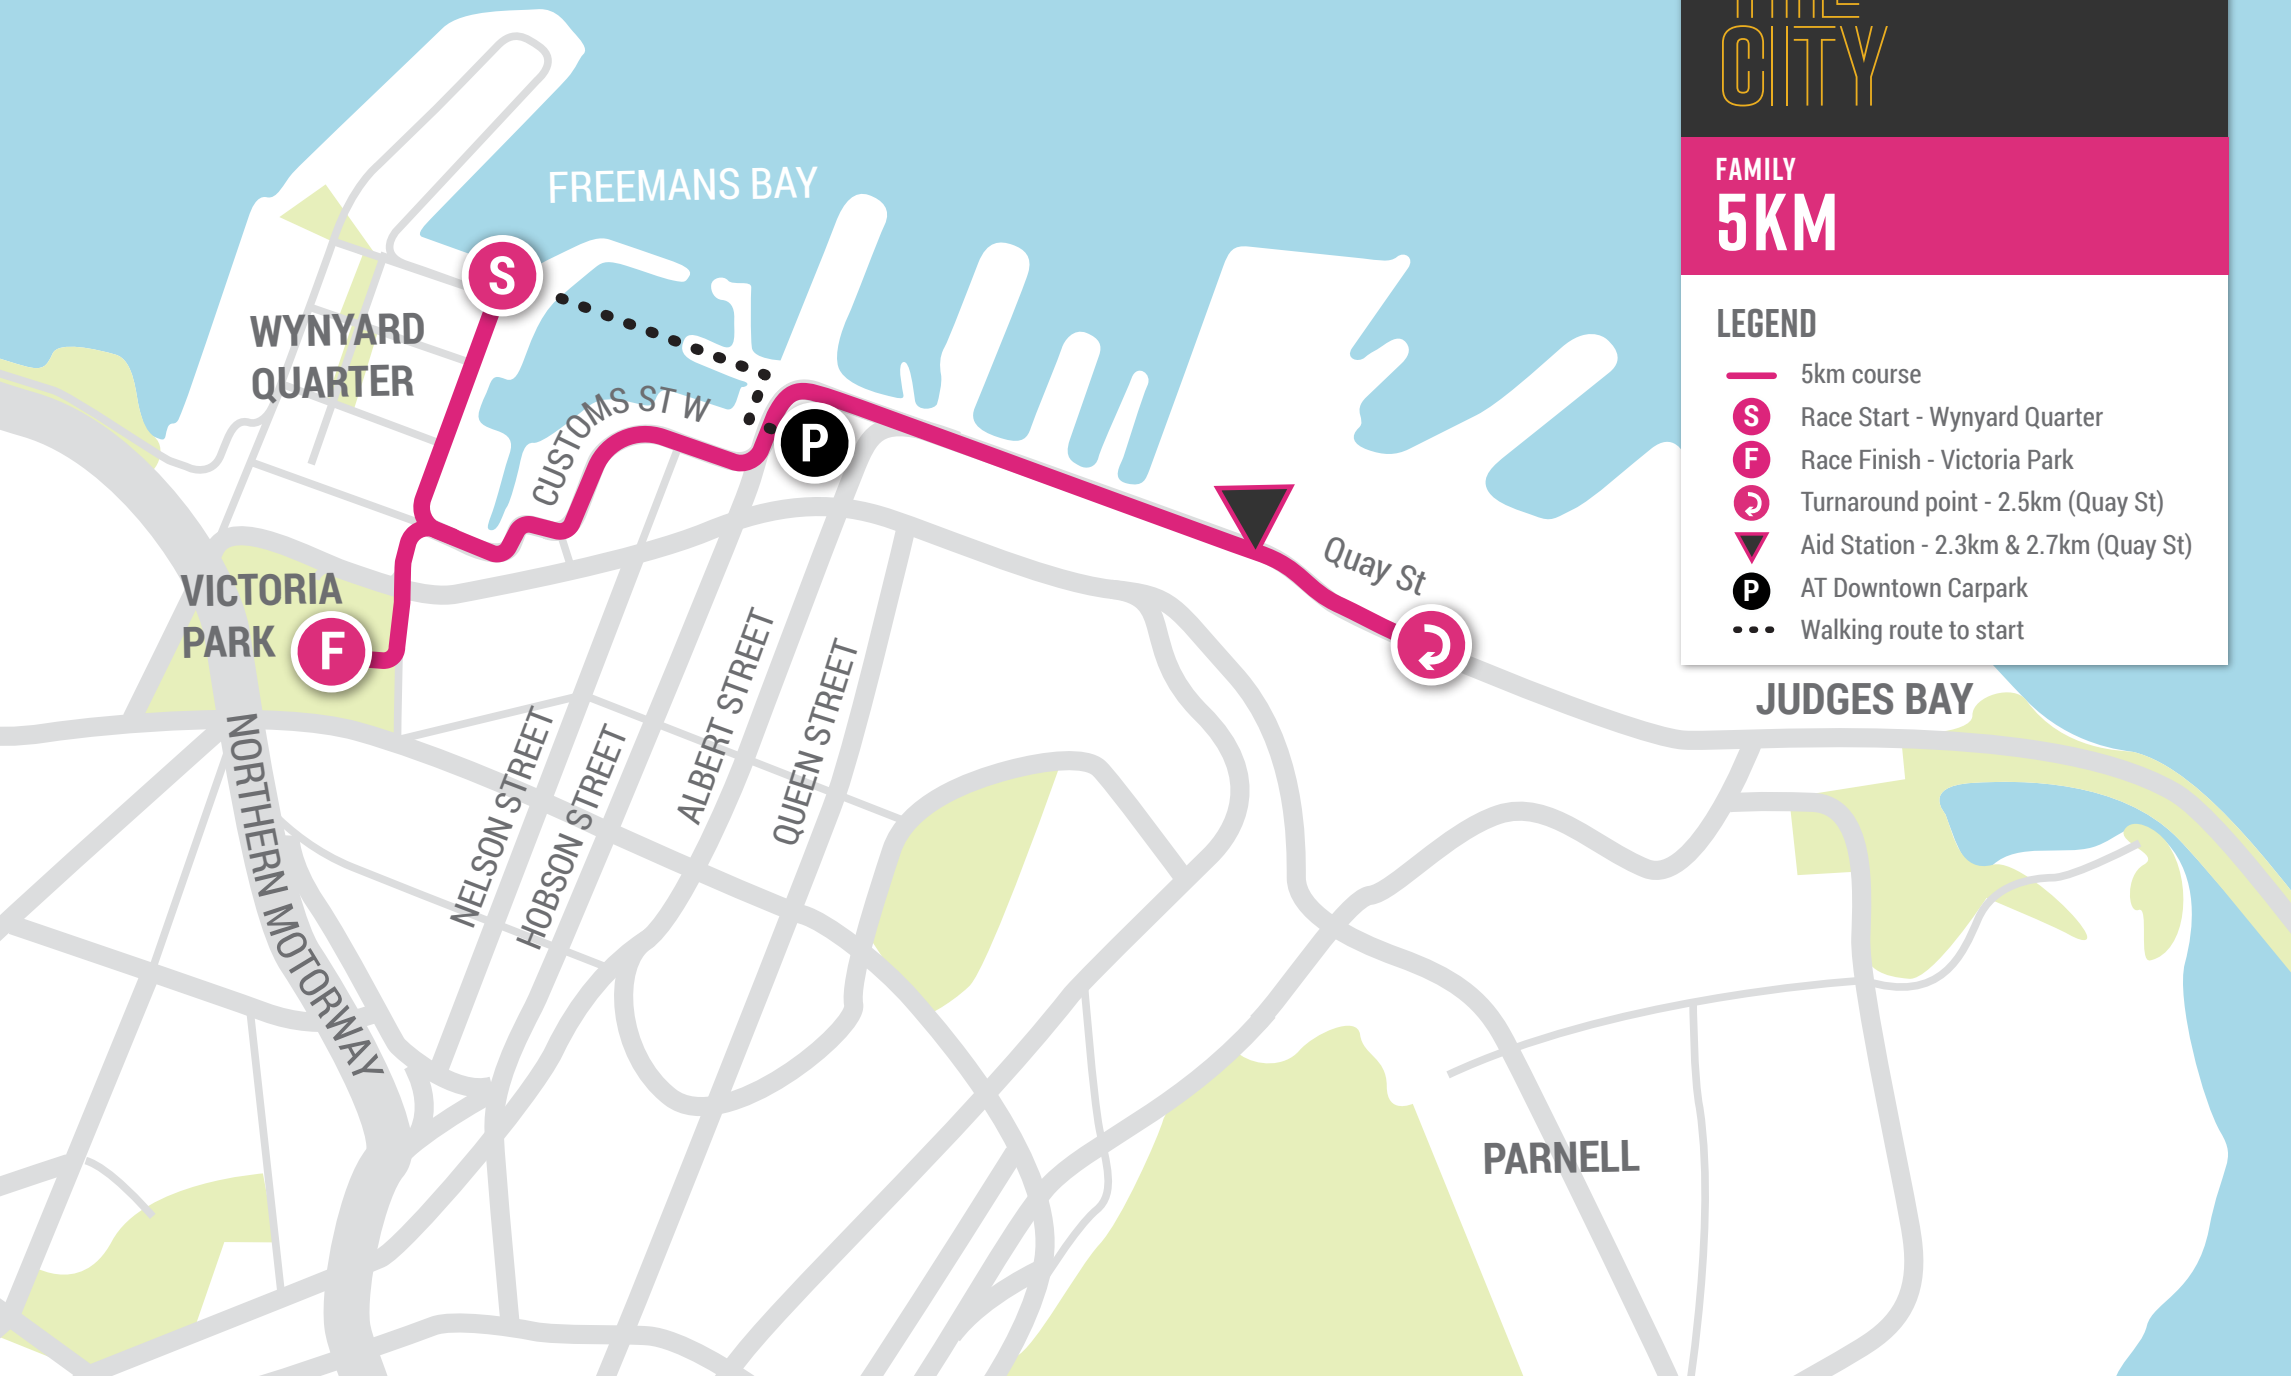 CITY
FAMILY
5KM
LEGEND
5km course
S Race Start - Wynyard Quarter
F Race Finish - Victoria Park
Turnaround point - 2.5km (Quay St)
Aid Station - 2.3km & 2.7km (Quay St)
P AT Downtown Carpark
Walking route to start
FREEMANS BAY
S
WYNYARD
QUARTER
CUSTOMS ST W
P
Quay St
VICTORIA
PARK
F
JUDGES BAY
NORTHERN MOTORWAY
NELSON STREET
HOBSON STREET
ALBERT STREET
QUEEN STREET
PARNELL